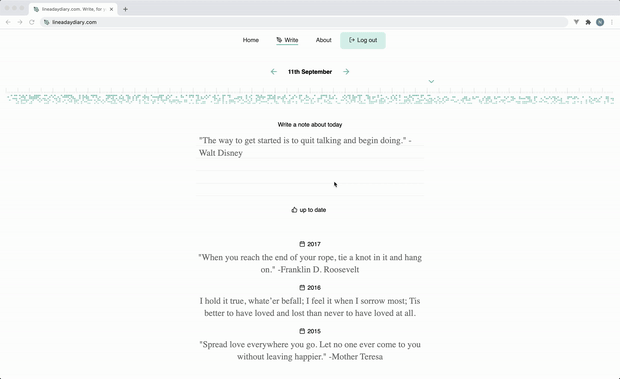 lineadaydiary.com. Write, for
lineadaydiary.com
Home
Write
About
Log out
11th September
Write a note about today
"The way to get started is to quit talking and begin doing." -
Walt Disney
up to date
2017
"When you reach the end of your rope, tie a knot in it and hang
on." -Franklin D. Roosevelt
2016
I hold it true, whate'er befall; I feel it when I sorrow most; Tis
better to have loved and lost than never to have loved at all.
2015
"Spread love everywhere you go. Let no one ever come to you
without leaving happier." -Mother Teresa